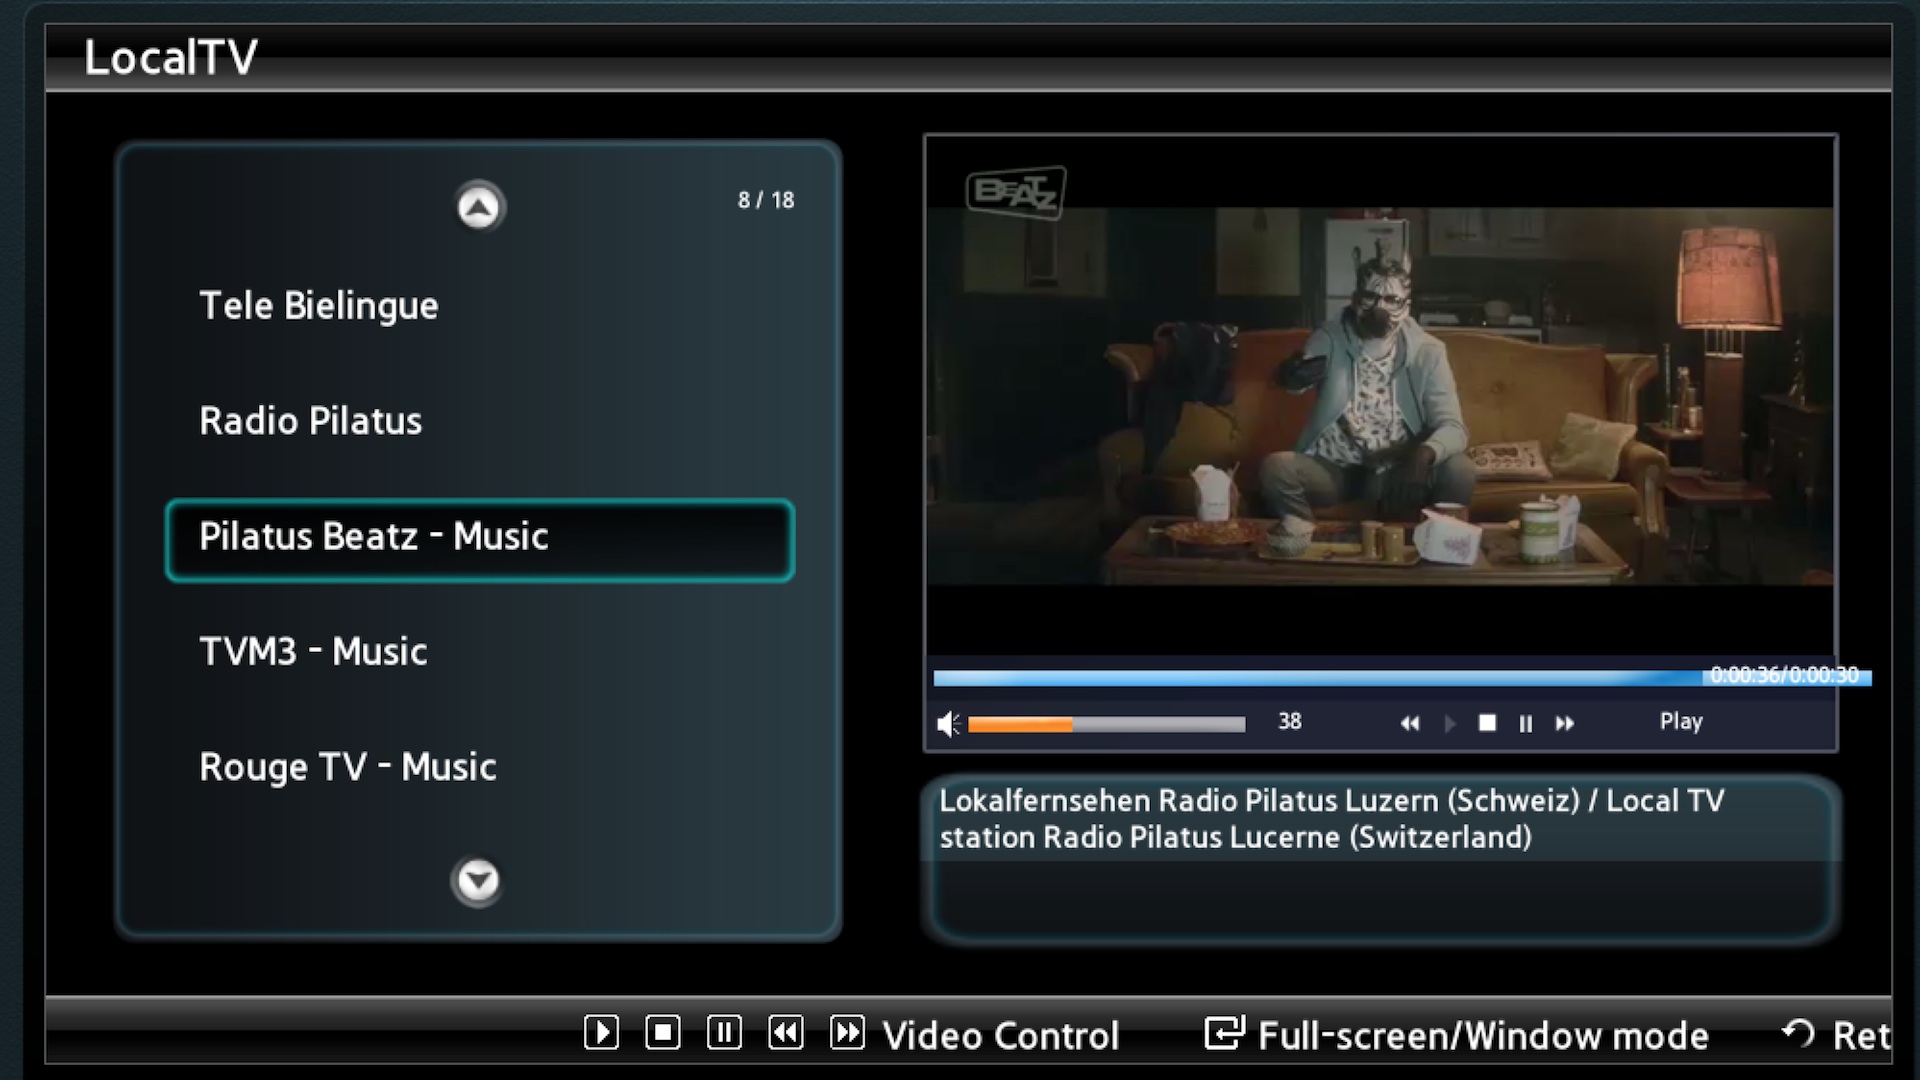 LocalTV
8 / 18
Tele Bielingue
Radio Pilatus
Pilatus Beatz - Music
TVM3 - Music
Rouge TV - Music
BEATZ
0:00:36/0:00:30
38
Play
Lokalfernsehen Radio Pilatus Luzern (Schweiz) / Local TV
station Radio Pilatus Lucerne (Switzerland)
Video Control
Full-screen/Window mode
Ret